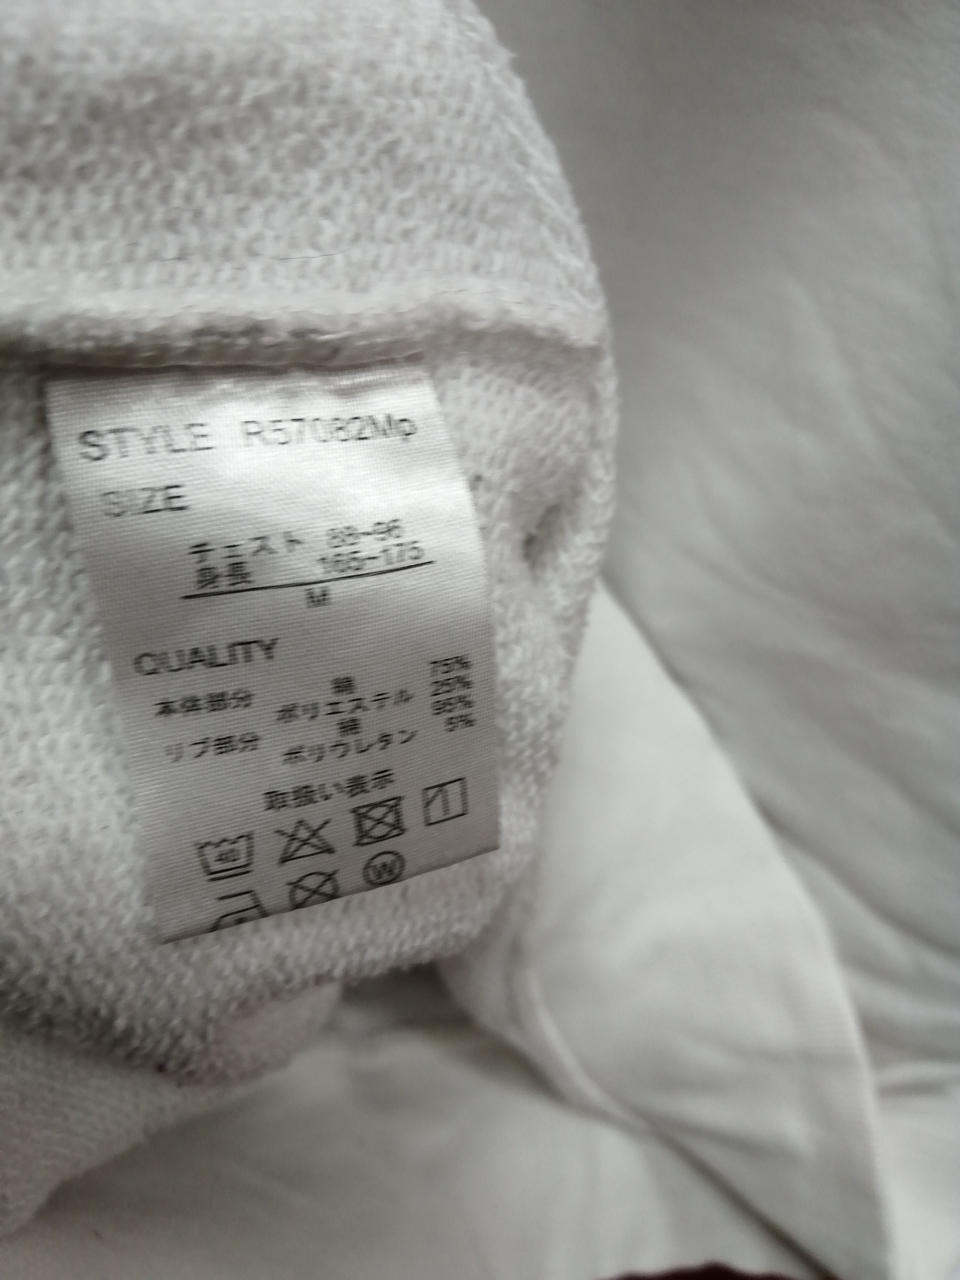 STYLE R57082Mp
SIZE
チェスト 88~96
身長 165~175
M
QUALITY
本体部分 綿 75%
ポリエステル 25%
リブ部分 綿 95%
ポリウレタン 5%
取扱い表示
40
W